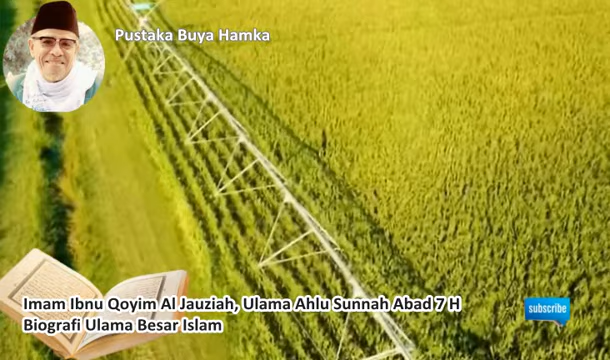 Pustaka Buya Hamka
Imam Ibnu Qoyim Al Jauziah, Ulama Ahlu Sunnah Abad 7 H
Biografi Ulama Besar Islam
subscribe